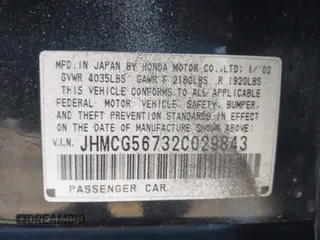 MFD. IN JAPAN BY HONDA MOTOR CO., LTD. 1/'02
GVWR 4035LBS GAWR F 2180LBS R 1920LBS
THIS VEHICLE CONFORMS TO ALL APPLICABLE
FEDERAL MOTOR VEHICLE SAFETY, BUMPER,
AND THEFT PREVENTION STANDARDS IN EFFECT
ON THE DATE OF MANUFACTURE SHOWN ABOVE.
V.I.N. JHMCG56732C029843
PASSENGER CAR
DREAMBID